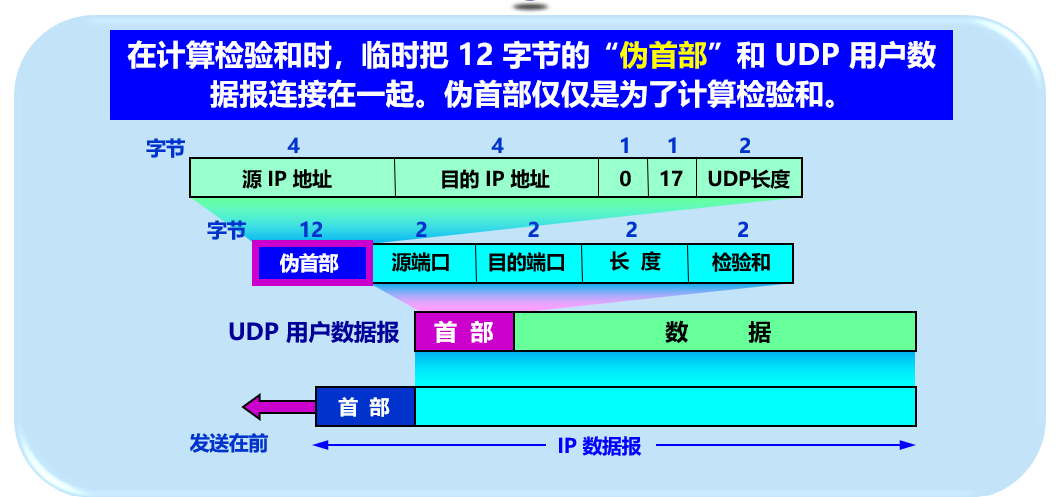 在计算检验和时，临时把 12 字节的“伪首部”和 UDP 用户数
据报连接在一起。伪首部仅仅是为了计算检验和。
字节 4 4 1 1 2
源 IP 地址 目的 IP 地址 0 17 UDP长度
字节 12 2 2 2 2
伪首部 源端口 目的端口 长 度 检验和
UDP 用户数据报 首 部 数 据
首 部
发送在前
IP 数据报